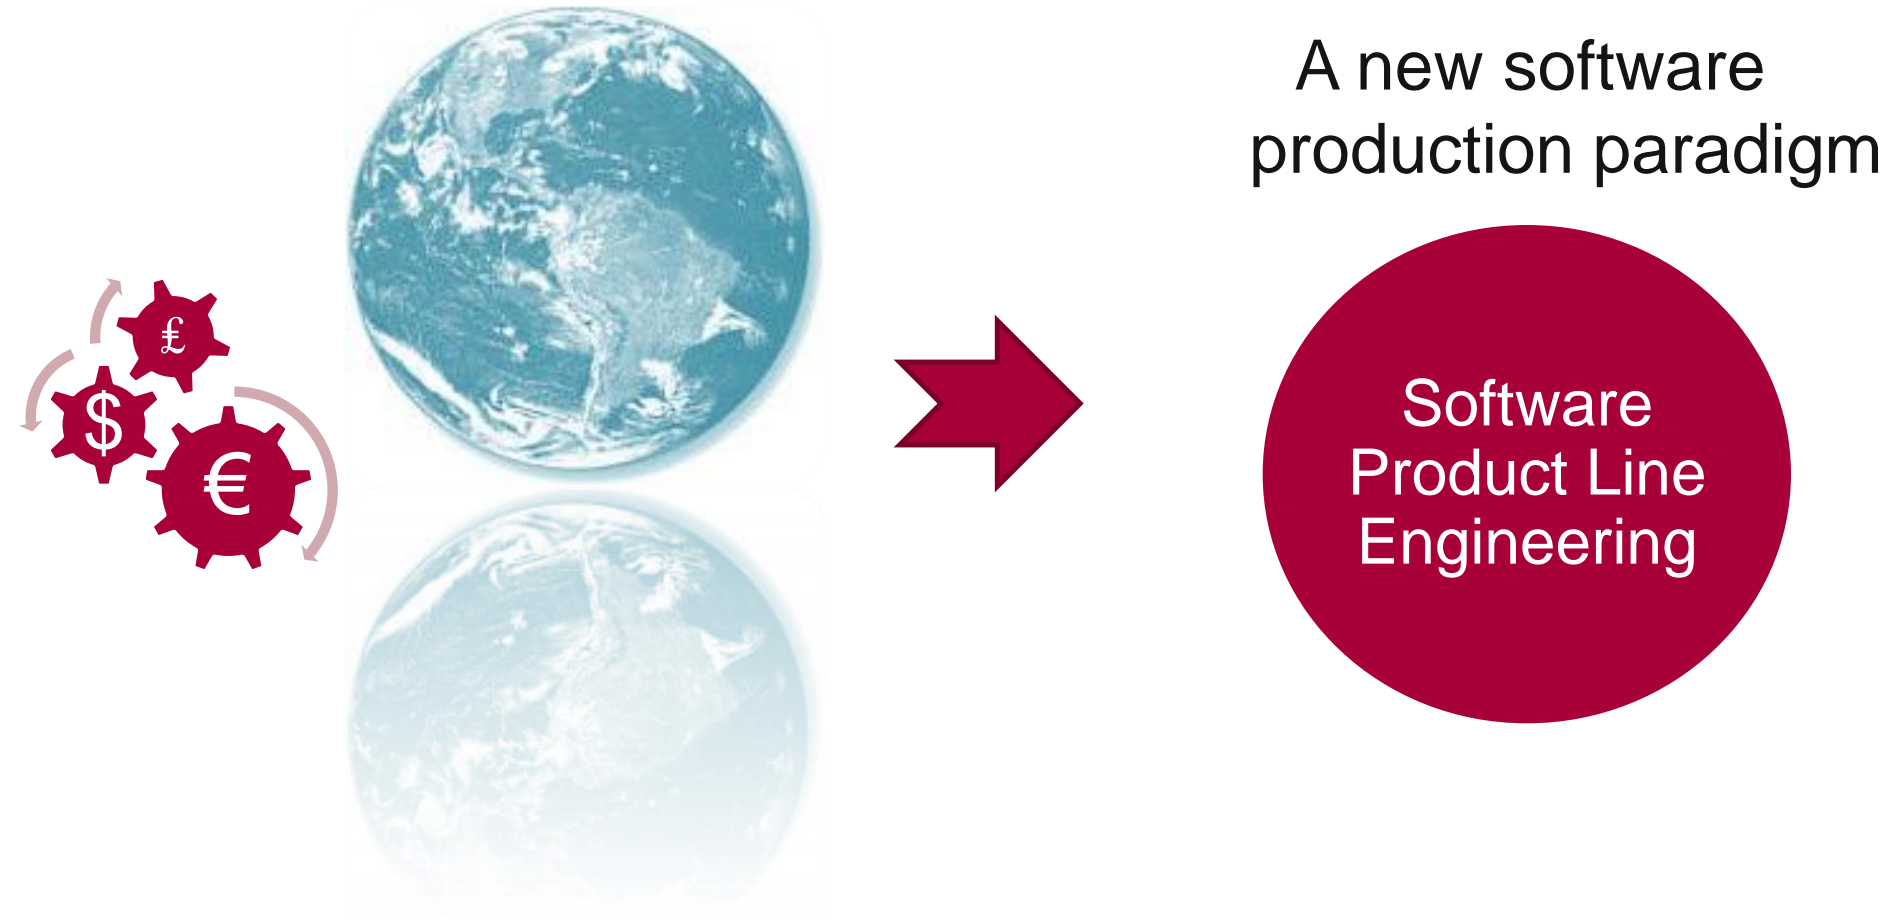 A new software
production paradigm
£
$
€
Software
Product Line
Engineering